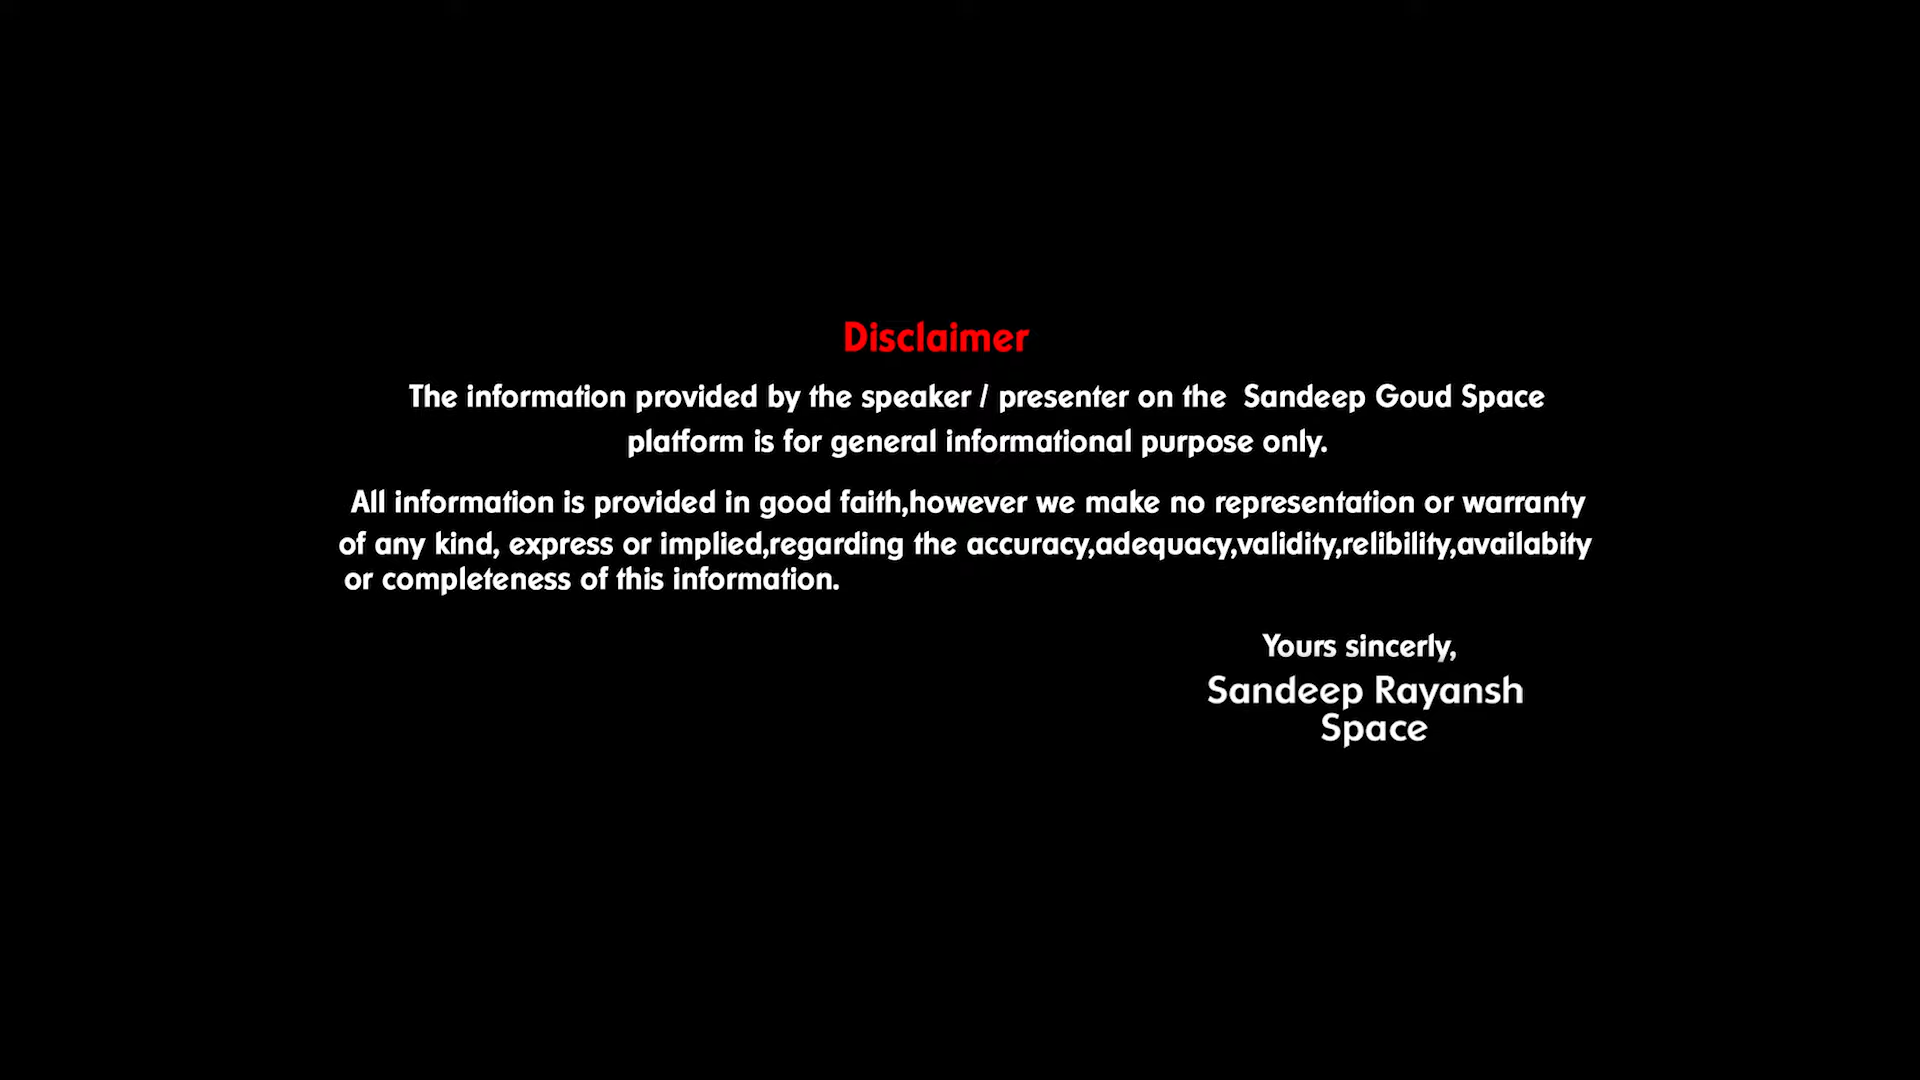 Disclaimer
The information provided by the speaker / presenter on the Sandeep Goud Space
platform is for general informational purpose only.
All information is provided in good faith,however we make no representation or warranty
of any kind, express or implied,regarding the accuracy,adequacy,validity,relibility,availabity
or completeness of this information.
Yours sincerly,
Sandeep Rayansh
Space